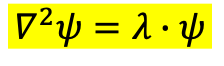 ∇²ψ = λ · ψ